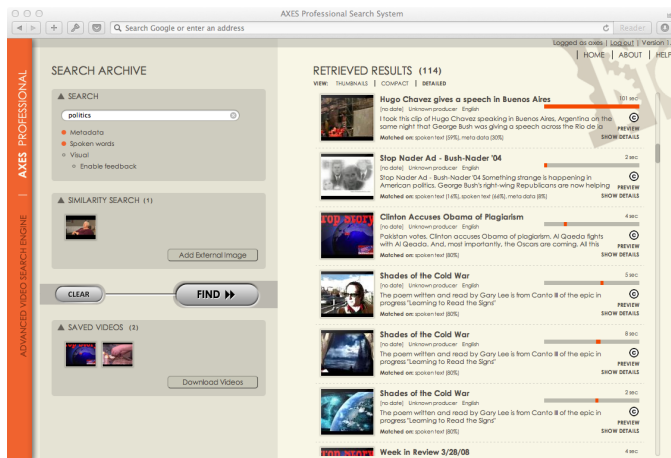 AXES Professional Search System
Search Google or enter an address
Reader
Logged as axes | Log out | Version 1.
HOME | ABOUT | HELP
AXES PROFESSIONAL
ADVANCED VIDEO SEARCH ENGINE
SEARCH ARCHIVE
SEARCH
politics
Metadata
Spoken words
Visual
Enable feedback
SIMILARITY SEARCH (1)
Add External Image
CLEAR
FIND
SAVED VIDEOS (2)
Download Videos
RETRIEVED RESULTS (114)
VIEW: THUMBNAILS | COMPACT | DETAILED
Hugo Chavez gives a speech in Buenos Aires
101 sec
[no date] Unknown producer English
I took this clip of Hugo Chavez speaking in Buenos Aires, Argentina on the
same night that George Bush was giving a speech across the Rio de la
Matched on: spoken text (59%), meta data (30%)
PREVIEW
SHOW DETAILS
Stop Nader Ad - Bush-Nader '04
2 sec
[no date] Unknown producer English
Stop Nader Ad - Bush-Nader '04 Something strange is happening in
American politics. George Bush's right-wing Republicans are now helping
Matched on: spoken text (16%), spoken text (66%), meta data (8%)
PREVIEW
SHOW DETAILS
TOP STORY
Clinton Accuses Obama of Plagiarism
4 sec
[no date] Unknown producer English
Pakistan votes, Clinton accuses Obama of plagiarism, Al Qaeda fights
with Al Qeada. And, most importantly, the Oscars are coming. All this
Matched on: spoken text (80%)
PREVIEW
SHOW DETAILS
Shades of the Cold War
5 sec
[no date] Unknown producer English
The poem written and read by Gary Lee is from Canto III of the epic in
progress "Learning to Read the Signs"
Matched on: spoken text (80%)
PREVIEW
SHOW DETAILS
Shades of the Cold War
8 sec
[no date] Unknown producer English
The poem written and read by Gary Lee is from Canto III of the epic in
progress "Learning to Read the Signs"
Matched on: spoken text (80%)
PREVIEW
SHOW DETAILS
Shades of the Cold War
2 sec
[no date] Unknown producer English
The poem written and read by Gary Lee is from Canto III of the epic in
progress "Learning to Read the Signs"
Matched on: spoken text (80%)
PREVIEW
SHOW DETAILS
TOP STORY
Week in Review 3/28/08
4 sec